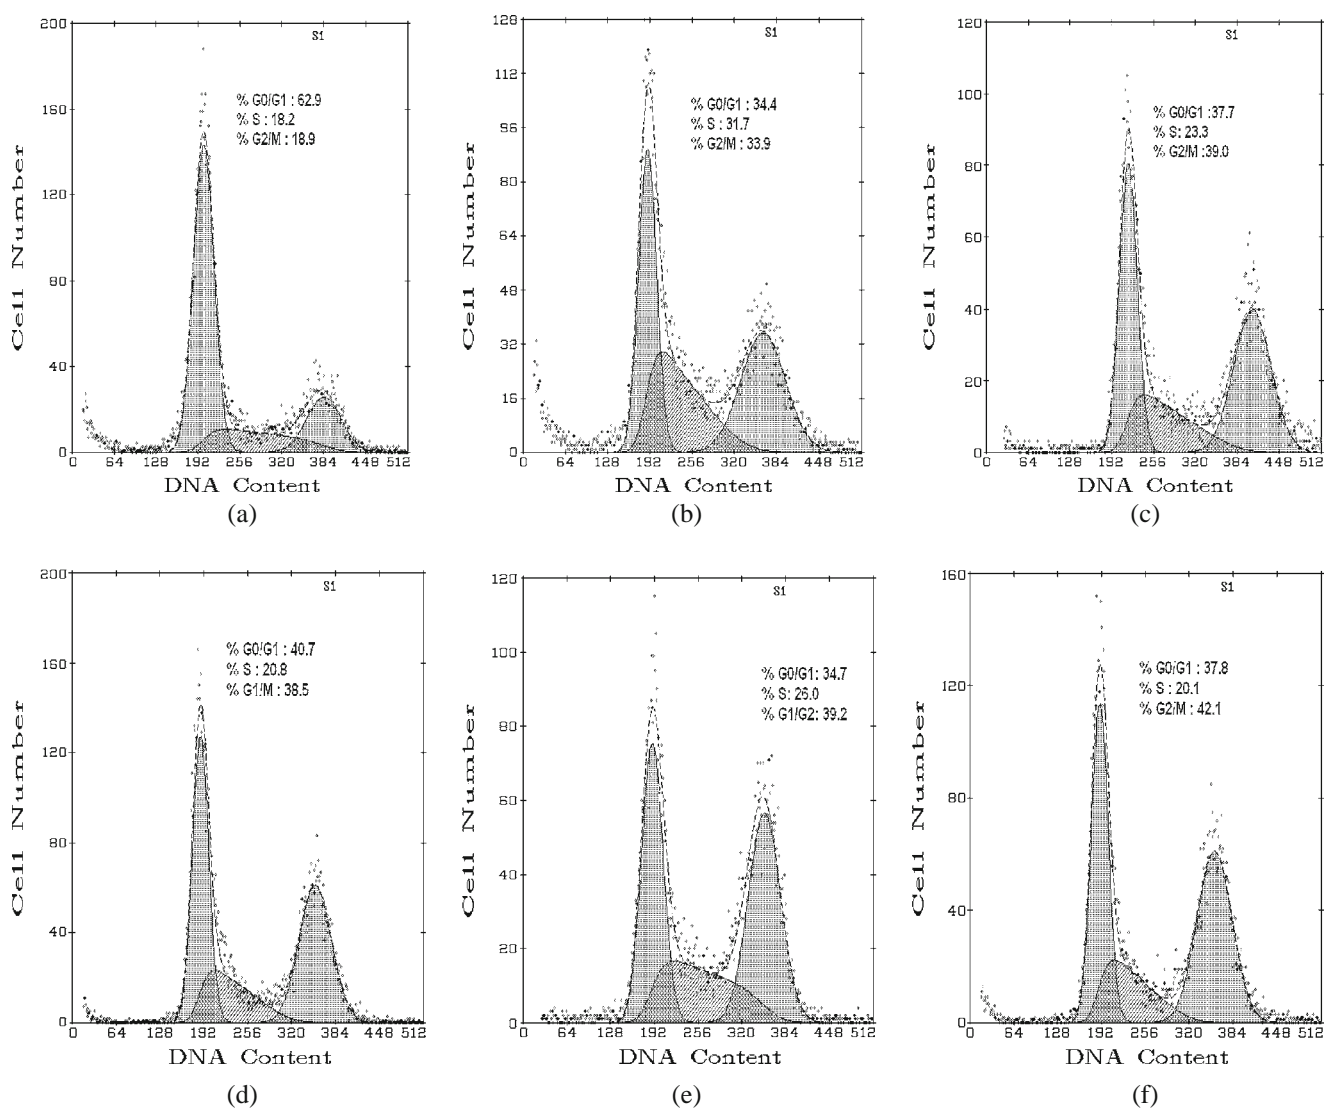 S1
% G0/G1 : 62.9
% S : 18.2
% G2/M : 18.9
200
160
120
80
40
0
Cell Number
0 64 128 192 256 320 384 448 512
DNA Content
(a)
S1
% G0/G1 : 34.4
% S : 31.7
% G2/M : 33.9
128
112
96
80
64
48
32
16
0
Cell Number
0 64 128 192 256 320 384 448 512
DNA Content
(b)
S1
% G0/G1 : 37.7
% S: 23.3
% G2/M :39.0
120
100
80
60
40
20
0
Cell Number
0 64 128 192 256 320 384 448 512
DNA Content
(c)
S1
% G0/G1 : 40.7
% S : 20.8
% G1/M : 38.5
200
160
120
80
40
0
Cell Number
0 64 128 192 256 320 384 448 512
DNA Content
(d)
S1
% G0/G1 : 34.7
% S: 26.0
% G1/G2: 39.2
120
100
80
60
40
20
0
Cell Number
0 64 128 192 256 320 384 448 512
DNA Content
(e)
S1
% G0/G1 : 37.8
% S : 20.1
% G2/M : 42.1
160
120
80
40
0
Cell Number
0 64 128 192 256 320 384 448 512
DNA Content
(f)